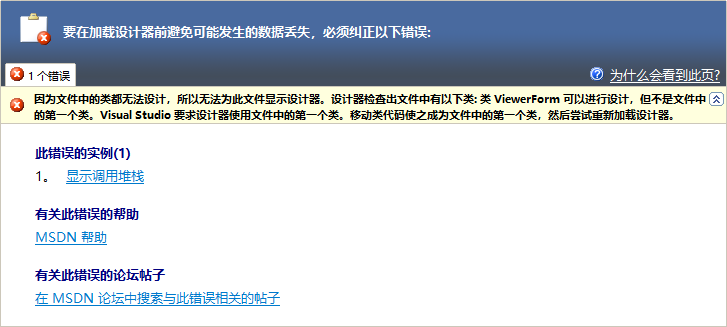 要在加载设计器前避免可能发生的数据丢失，必须纠正以下错误:
1 个错误
为什么会看到此页?
因为文件中的类都无法设计，所以无法为此文件显示设计器。设计器检查出文件中有以下类: 类 ViewerForm 可以进行设计，但不是文件中
的第一个类。Visual Studio 要求设计器使用文件中的第一个类。移动类代码使之成为文件中的第一个类，然后尝试重新加载设计器。
此错误的实例(1)
1。 显示调用堆栈
有关此错误的帮助
MSDN 帮助
有关此错误的论坛帖子
在 MSDN 论坛中搜索与此错误相关的帖子